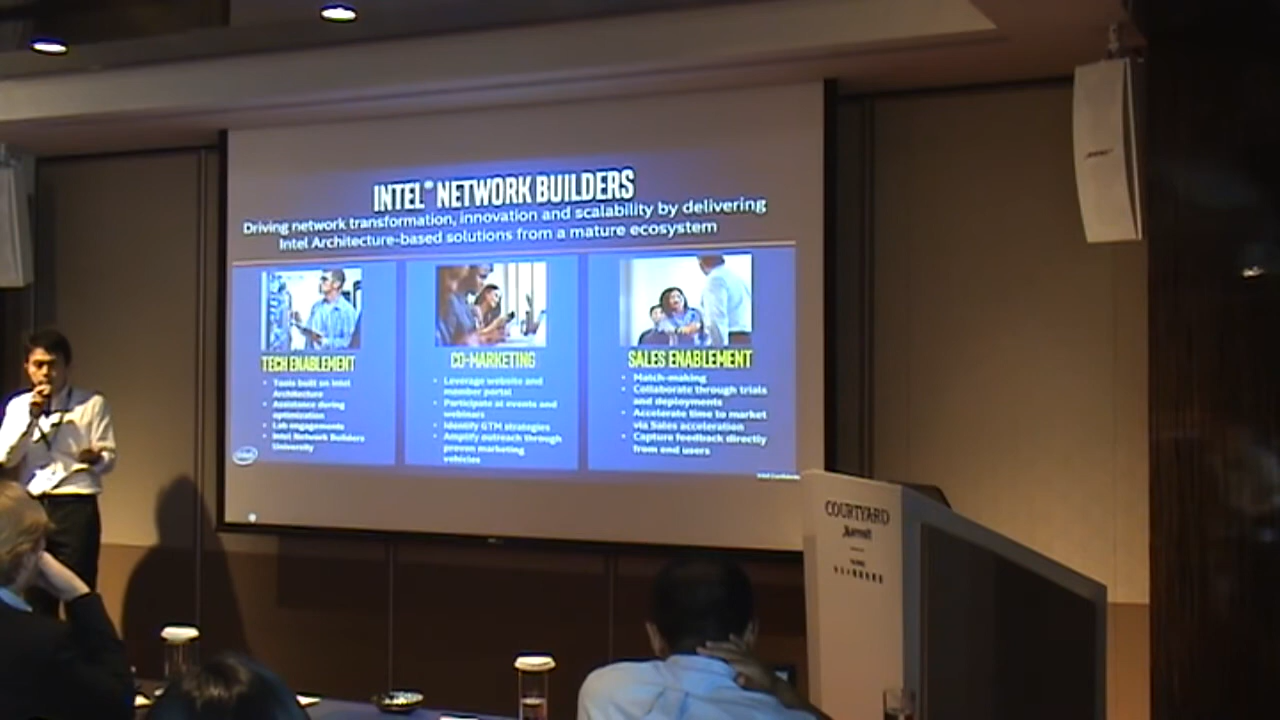 INTEL® NETWORK BUILDERS
Driving network transformation, innovation and scalability by delivering
Intel Architecture-based solutions from a mature ecosystem
TECH ENABLEMENT
• Tools built on Intel
Architecture
• Assistance during
optimization
• Lab engagements
• Intel Network Builders
University
CO-MARKETING
• Leverage website and
member portal
• Participate at events and
webinars
• Identify GTM strategies
• Amplify outreach through
proven marketing
vehicles
SALES ENABLEMENT
• Match-making
• Collaborate through trials
and deployments
• Accelerate time to market
via Sales acceleration
• Capture feedback directly
from end users
intel
Intel Confidential
COURTYARD
Marriott
BOSE